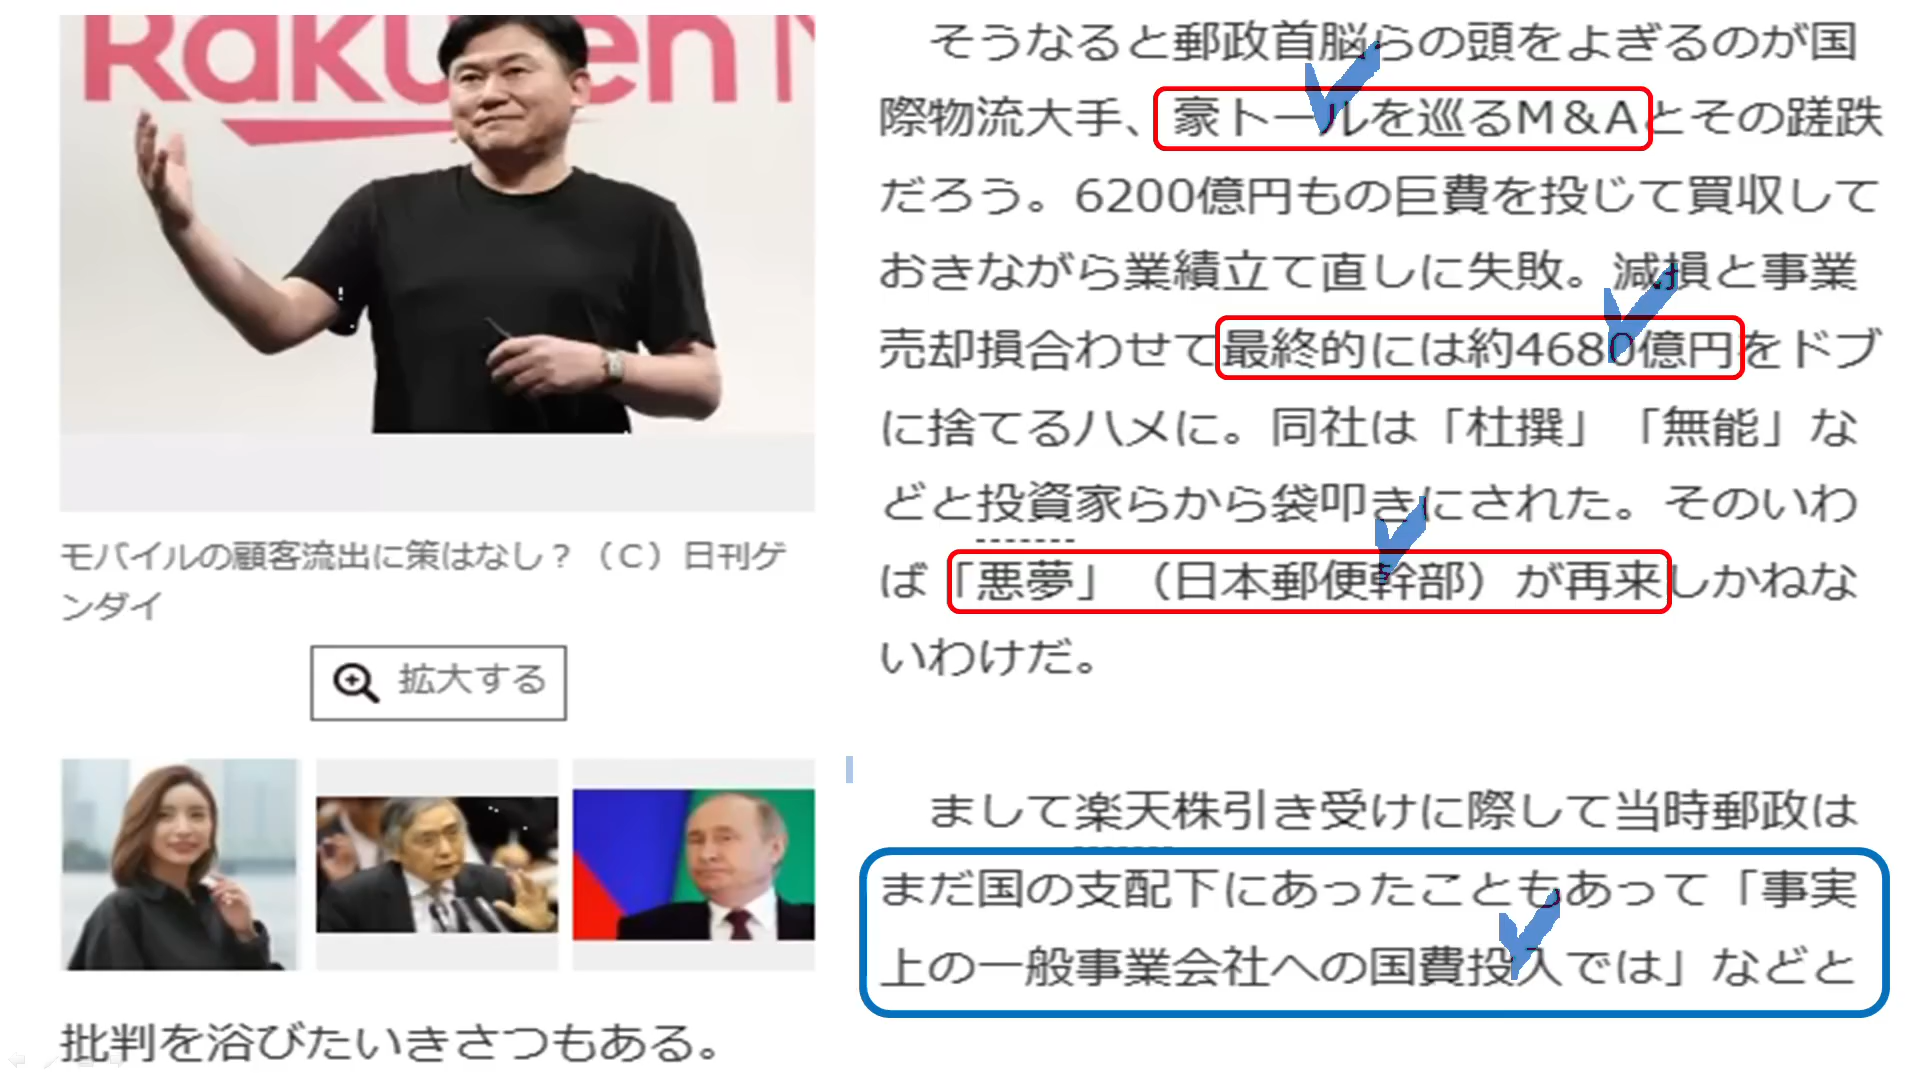 Rakuten M
モバイルの顧客流出に策はなし？（C）日刊ゲ
ンダイ
拡大する
そうなると郵政首脳らの頭をよぎるのが国
際物流大手、豪トールを巡るM&Aとその蹉跌
だろう。6200億円もの巨費を投じて買収して
おきながら業績立て直しに失敗。減損と事業
売却損合わせて最終的には約4680億円をドブ
に捨てるハメに。同社は「杜撰」「無能」な
どと投資家らから袋叩きにされた。そのいわ
ば「悪夢」（日本郵便幹部）が再来しかねな
いわけだ。
まして楽天株引き受けに際して当時郵政は
まだ国の支配下にあったこともあって「事実
上の一般事業会社への国費投入では」などと
批判を浴びたいきさつもある。